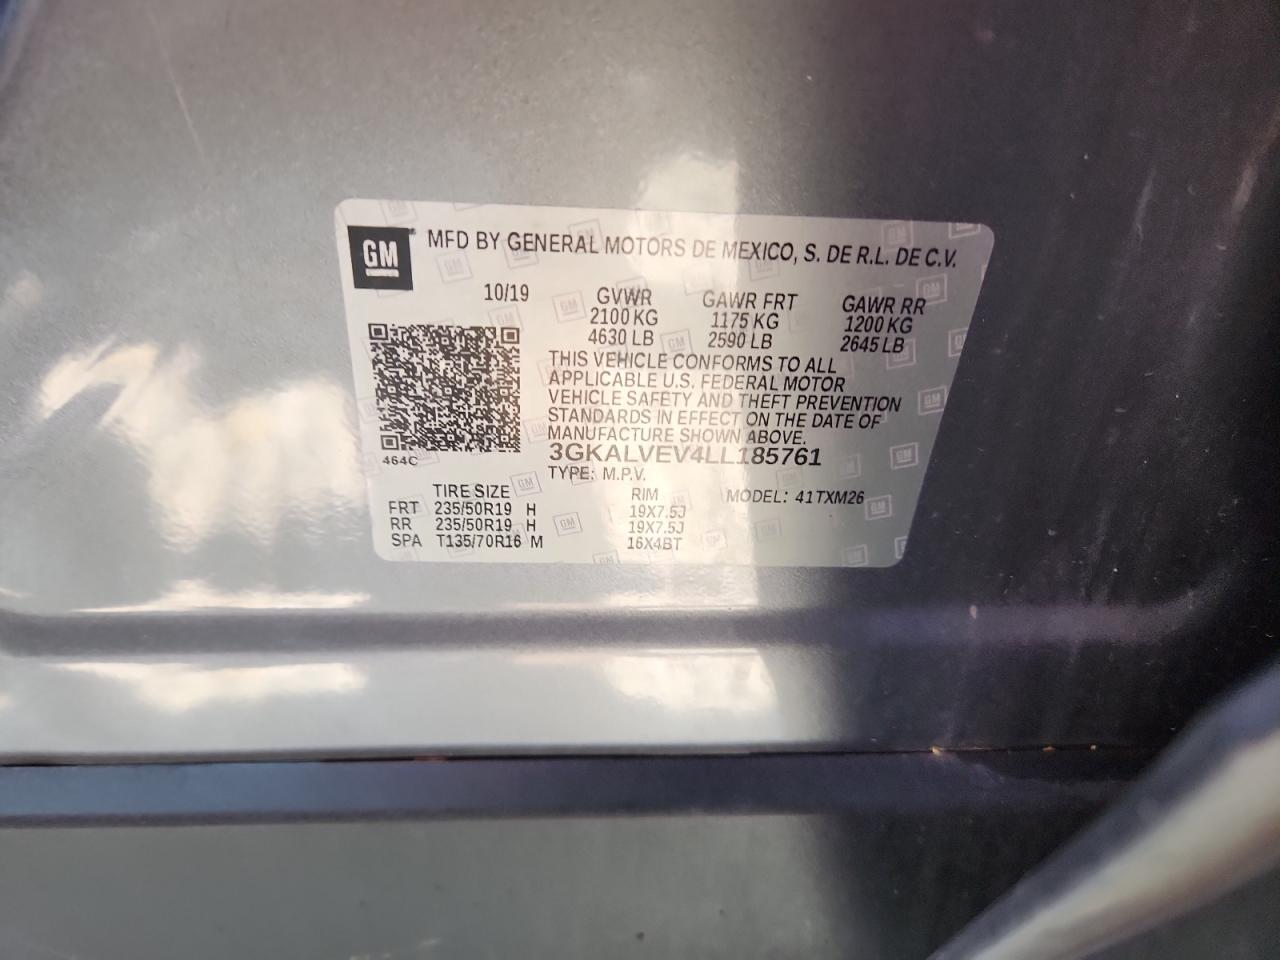 GM
MFD BY GENERAL MOTORS DE MEXICO, S. DE R.L. DE C.V.
10/19 GVWR GAWR FRT GAWR RR
2100 KG 1175 KG 1200 KG
4630 LB 2590 LB 2645 LB
THIS VEHICLE CONFORMS TO ALL
APPLICABLE U.S. FEDERAL MOTOR
VEHICLE SAFETY AND THEFT PREVENTION
STANDARDS IN EFFECT ON THE DATE OF
MANUFACTURE SHOWN ABOVE.
464C
3GKALVEV4LL185761
TYPE: M.P.V.
TIRE SIZE RIM MODEL: 41TXM26
FRT 235/50R19 H 19X7.5J
RR 235/50R19 H 19X7.5J
SPA T135/70R16 M 16X4BT